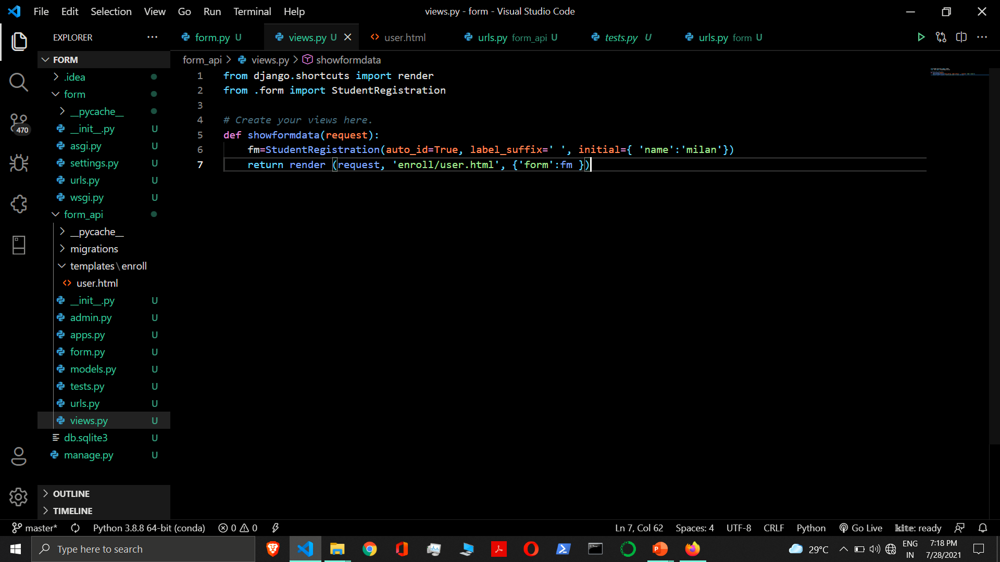 File Edit Selection View Go Run Terminal Help
views.py - form - Visual Studio Code
EXPLORER
form.py U
views.py U
user.html
urls.py form_api U
tests.py U
urls.py form U
FORM
.idea
form
__pycache__
__init__.py U
asgi.py U
settings.py U
urls.py U
wsgi.py U
form_api
__pycache__
migrations
templates\enroll
user.html
__init__.py U
admin.py U
apps.py U
form.py U
models.py U
tests.py U
urls.py U
views.py U
db.sqlite3 U
manage.py U
OUTLINE
TIMELINE
470
form_api > views.py > showformdata
1 from django.shortcuts import render
2 from .form import StudentRegistration
3
4 # Create your views here.
5 def showformdata(request):
6     fm=StudentRegistration(auto_id=True, label_suffix=' ', initial={ 'name':'milan'})
7     return render (request, 'enroll/user.html', {'form':fm })
master* Python 3.8.8 64-bit (conda) 0 0
Ln 7, Col 62 Spaces: 4 UTF-8 CRLF Python Go Live kite: ready
Type here to search
29°C
ENG
IN
7:18 PM
7/28/2021